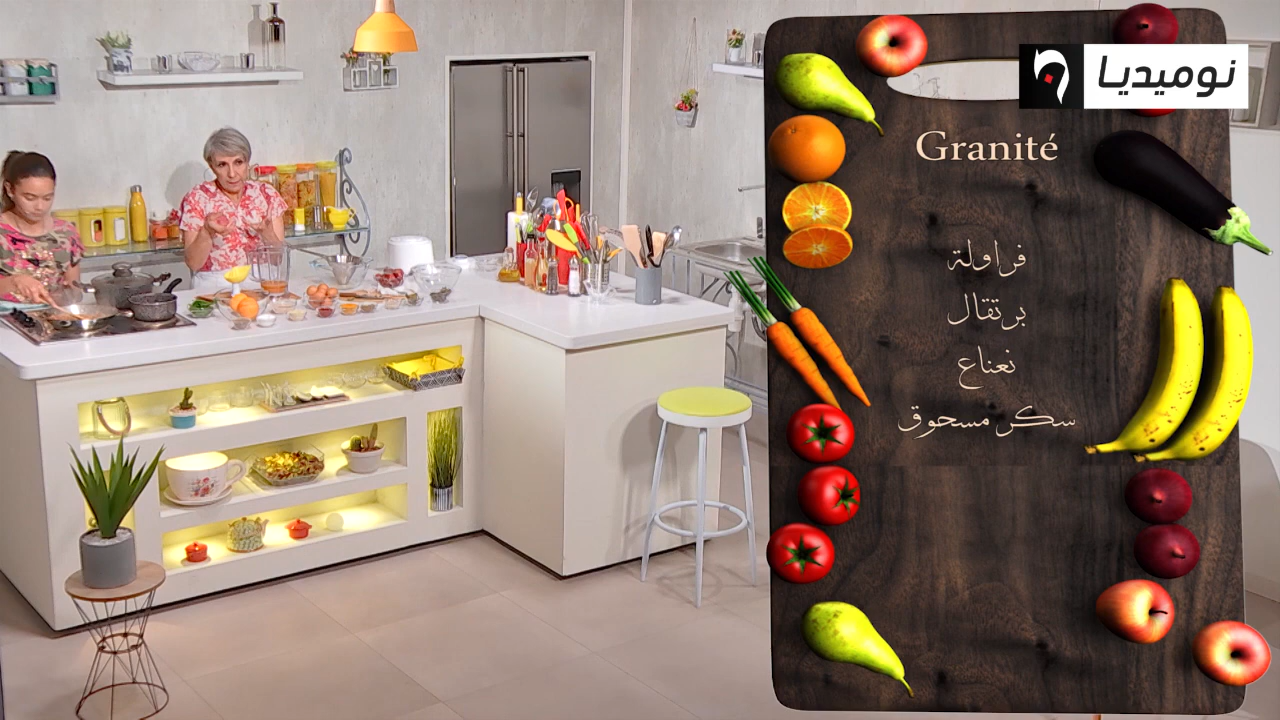 نوميديا
Granité
فراولة
برتقال
نعناع
سكر مسحوق